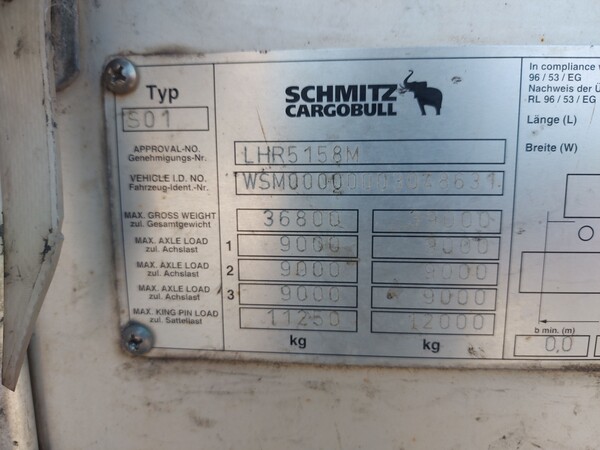 Typ
S01
SCHMITZ
CARGOBULL
APPROVAL-NO.
Genehmigungs-Nr.
LHR5158M
VEHICLE I.D. NO.
Fahrzeug-Ident.-Nr.
MAX. GROSS WEIGHT
zul. Gesamtgewicht
36800
MAX. AXLE LOAD
zul. Achslast
1 9000
MAX. AXLE LOAD
zul. Achslast
2 9000 9000
MAX. AXLE LOAD
zul. Achslast
3 9000 9000
MAX. KING PIN LOAD
zul. Sattellast
11250 12000
kg kg
In compliance
96 / 53 / EG
Nachweis der
RL 96 / 53 / EG
Länge (L)
Breite (W)
b min. (m)
0,0